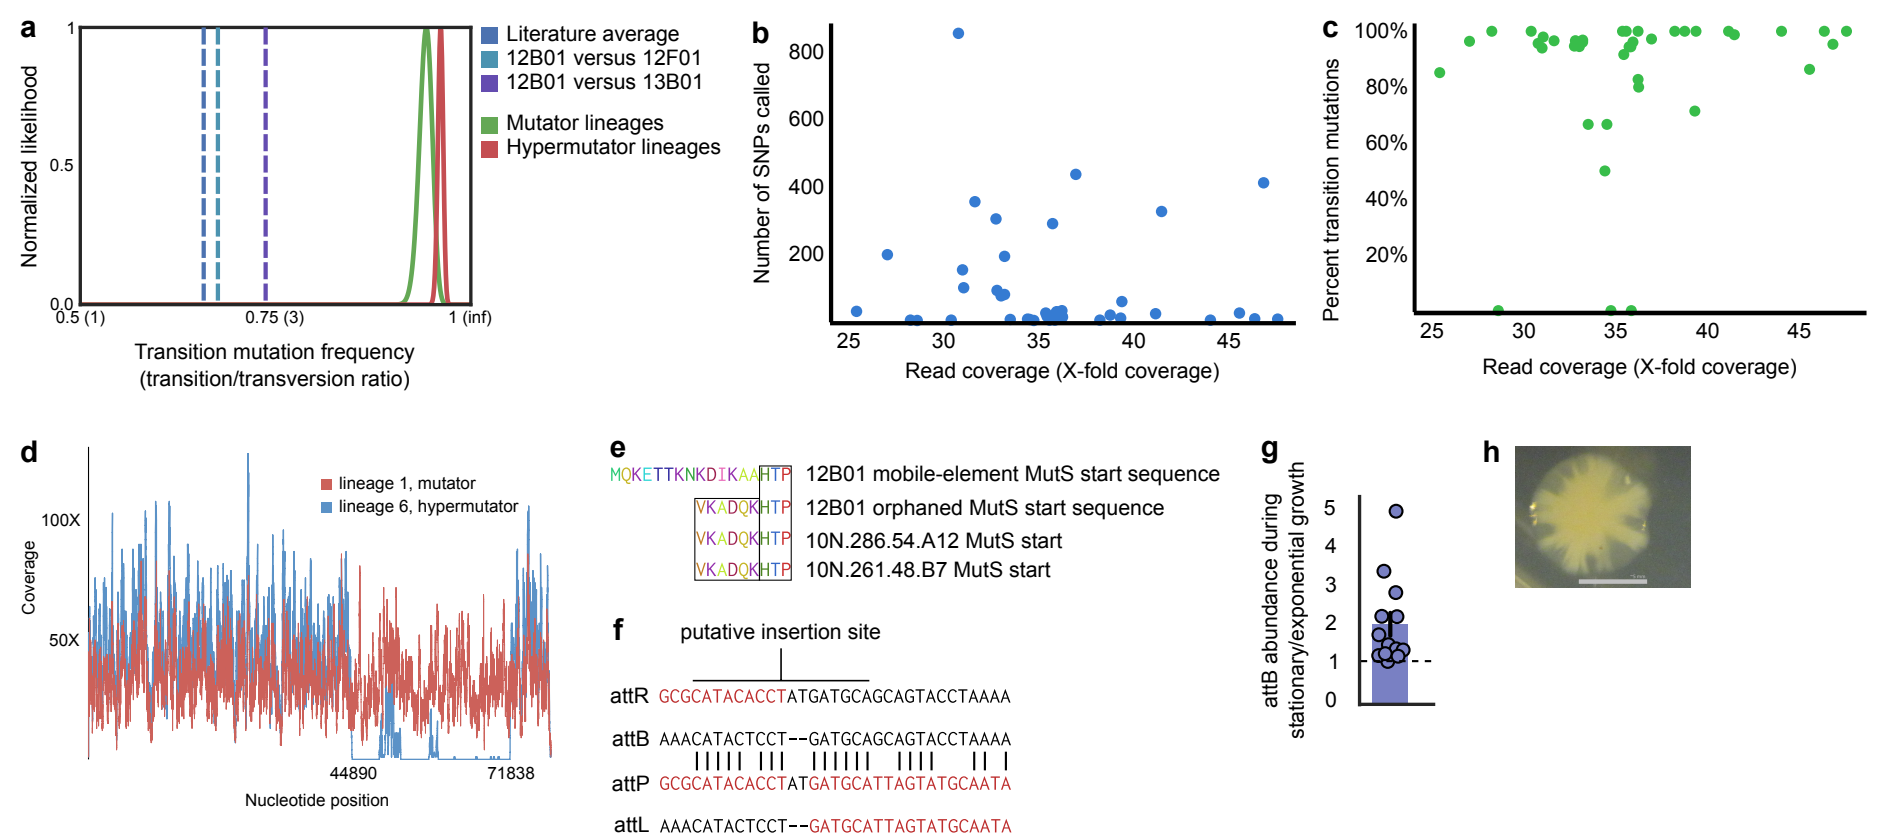 a
1
0.5
0.0
0.5 (1)
0.75 (3)
1 (inf)
Normalized likelihood
Transition mutation frequency
(transition/transversion ratio)
Literature average
12B01 versus 12F01
12B01 versus 13B01
Mutator lineages
Hypermutator lineages
b
800
600
400
200
25 30 35 40 45
Number of SNPs called
Read coverage (X-fold coverage)
c
100%
80%
60%
40%
20%
25 30 35 40 45
Percent transition mutations
Read coverage (X-fold coverage)
d
100X
50X
Coverage
lineage 1, mutator
lineage 6, hypermutator
44890 71838
Nucleotide position
e
MQKETTKNKDIKAAHTP 12B01 mobile-element MutS start sequence
VKADQKHTP 12B01 orphaned MutS start sequence
VKADQKHTP 10N.286.54.A12 MutS start
VKADQKHTP 10N.261.48.B7 MutS start
f
putative insertion site
attR GCGCATACACCTATGATGCAGCAGTACCTAAAA
attB AAACATACTCCT--GATGCAGCAGTACCTAAAA
attP GCGCATACACCTATGATGCATTAGTATGCAATA
attL AAACATACTCCT--GATGCATTAGTATGCAATA
g
attB abundance during
stationary/exponential growth
5
4
3
2
1
0
h